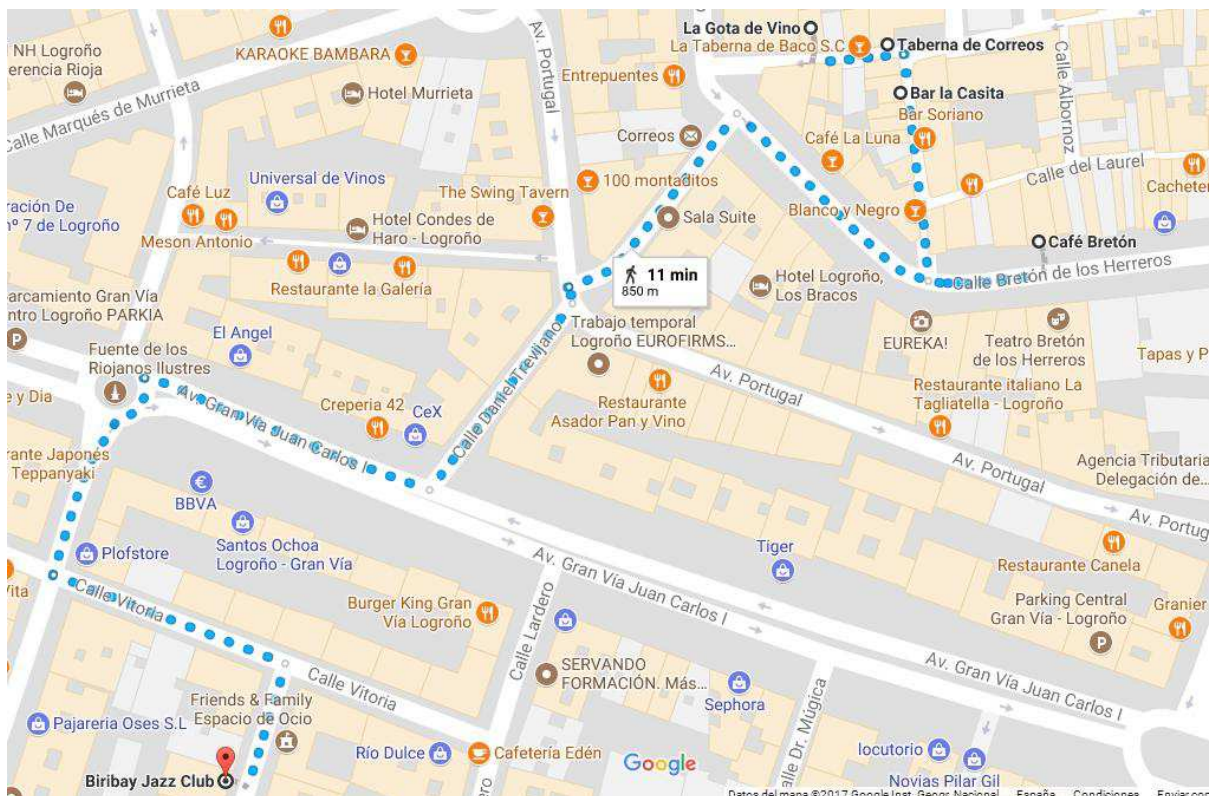 La Gota de Vino
La Taberna de Baco S.C
Taberna de Correos
NH Logroño
erencia Rioja
KARAOKE BAMBARA
Av. Portugal
Entrepuentes
Hotel Murrieta
Bar la Casita
Bar Soriano
Calle Albornoz
Calle Marqués de Murrieta
Correos
Café La Luna
Calle del Laurel
Café Luz
Universal de Vinos
The Swing Tavern
100 montaditos
Cacheter
ración De
nº 7 de Logroño
Meson Antonio
Hotel Condes de
Haro - Logroño
Sala Suite
Blanco y Negro
Café Bretón
Restaurante la Galería
11 min
850 m
Hotel Logroño,
Los Bracos
Calle Bretón de los Herreros
arcamiento Gran Vía
ntro Logroño PARKIA
El Angel
Calle Daniel Trevijano
Trabajo temporal
Logroño EUROFIRMS...
EUREKA!
Teatro Bretón
de los Herreros
Tapas y P
Fuente de los
Riojanos Ilustres
e y Dia
Av. Gran Vía Juan Carlos I
Creperia 42
CeX
Restaurante
Asador Pan y Vino
Av. Portugal
Restaurante italiano La
Tagliatella - Logroño
rante Japonés
Teppanyaki
BBVA
Av. Portugal
Agencia Tributaria
Delegación de...
Av. Portug
Plofstore
Santos Ochoa
Logroño - Gran Vía
Av. Gran Vía Juan Carlos I
Tiger
Restaurante Canela
Vita
Calle Vitoria
Burger King Gran
Vía Logroño
Calle Lardero
Parking Central
Gran Vía - Logroño
Granier
SERVANDO
FORMACIÓN. Más...
Av. Gran Vía Juan Carlos I
Calle Vitoria
Friends & Family
Espacio de Ocio
Sephora
Calle Dr. Múgica
Pajareria Oses S.L
Río Dulce
Cafetería Edén
locutorio
Biribay Jazz Club
Google
Novias Pilar Gil
Datos del mapa ©2017 Google Inst. Geogr. Nacional España Condiciones Enviar com